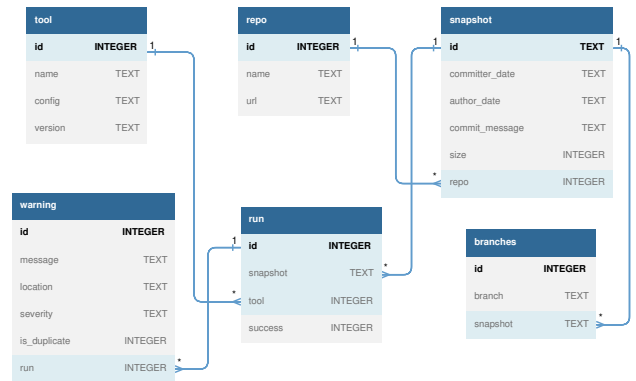 tool
id INTEGER
name TEXT
config TEXT
version TEXT
1
repo
id INTEGER
name TEXT
url TEXT
1
snapshot
1
id TEXT
1
committer_date TEXT
author_date TEXT
commit_message TEXT
size INTEGER
*
repo INTEGER
warning
id INTEGER
message TEXT
location TEXT
severity TEXT
is_duplicate INTEGER
run INTEGER
*
run
1
id INTEGER
snapshot TEXT
*
*
tool INTEGER
success INTEGER
branches
id INTEGER
branch TEXT
snapshot TEXT
*